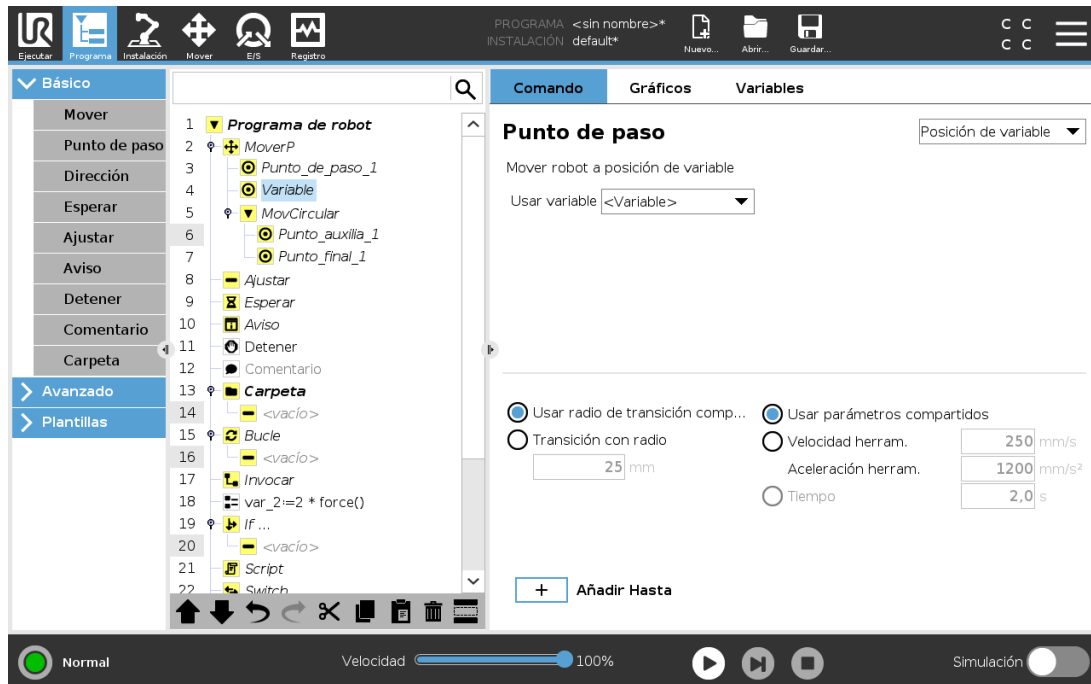 PROGRAMA <sin nombre>*
INSTALACIÓN default*
Ejecutar Programa Instalación Mover E/S Registro Nuevo... Abrir... Guardar...
C C
C C
Básico
Mover
Punto de paso
Dirección
Esperar
Ajustar
Aviso
Detener
Comentario
Carpeta
Avanzado
Plantillas
1 Programa de robot
2 MoverP
3 Punto_de_paso_1
4 Variable
5 MovCircular
6 Punto_auxilia_1
7 Punto_final_1
8 Ajustar
9 Esperar
10 Aviso
11 Detener
12 Comentario
13 Carpeta
14 <vacío>
15 Bucle
16 <vacío>
17 Invocar
18 var_2:=2 * force()
19 If ...
20 <vacío>
21 Script
22 Switch
Comando Gráficos Variables
Punto de paso
Posición de variable
Mover robot a posición de variable
Usar variable <Variable>
Usar radio de transición comp...
Transición con radio
25 mm
Usar parámetros compartidos
Velocidad herram. 250 mm/s
Aceleración herram. 1200 mm/s²
Tiempo 2,0 s
+ Añadir Hasta
Normal
Velocidad 100%
Simulación